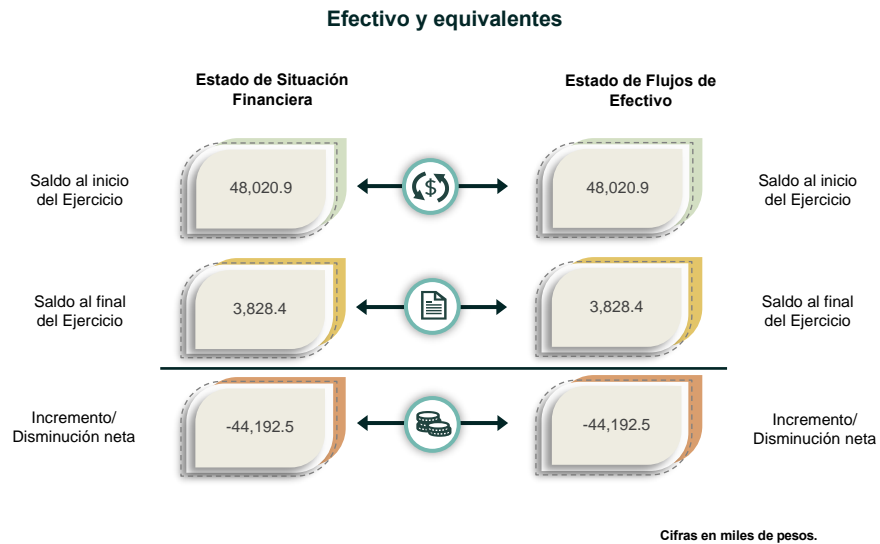 Efectivo y equivalentes
Estado de Situación
Financiera
Estado de Flujos de
Efectivo
Saldo al inicio
del Ejercicio
48,020.9
$
48,020.9
Saldo al inicio
del Ejercicio
Saldo al final
del Ejercicio
3,828.4
3,828.4
Saldo al final
del Ejercicio
Incremento/
Disminución neta
-44,192.5
-44,192.5
Incremento/
Disminución neta
Cifras en miles de pesos.